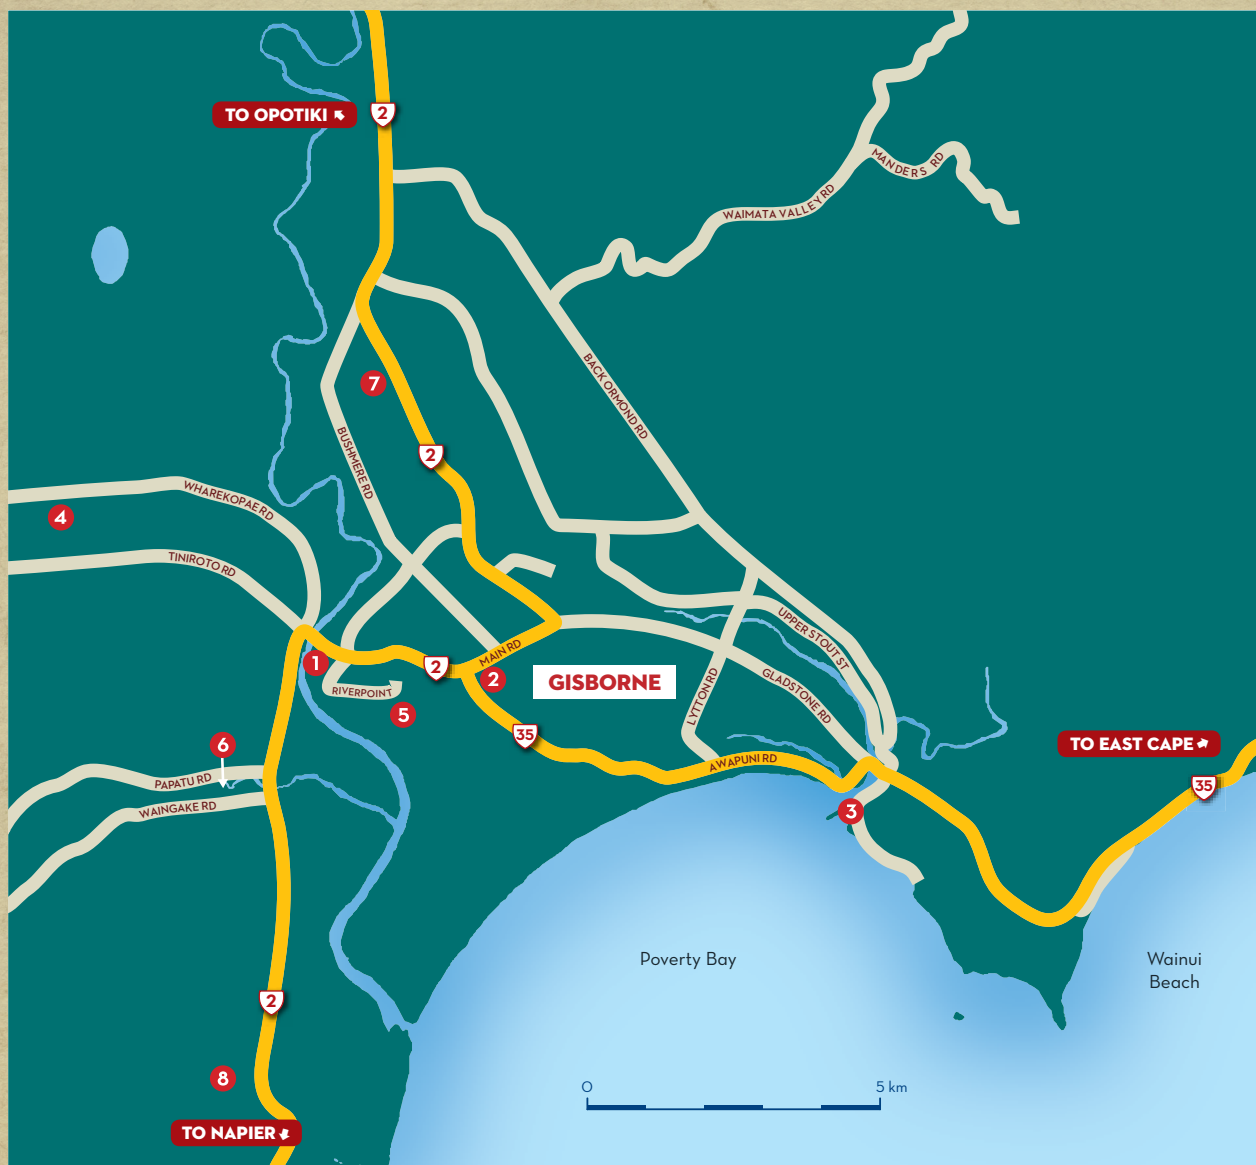 TO OPOTIKI
2
MANDERS RD
WAIMATA VALLEY RD
BACK ORMOND RD
7
BUSHMERE RD
2
WHAREKOPAE RD
4
TINIROTO RD
UPPER STOUT ST
1
2
MAIN RD
2
GISBORNE
LYTTON RD
GLADSTONE RD
RIVERPOINT
5
35
6
TO EAST CAPE
AWAPUNI RD
PAPATU RD
35
WAINGAKE RD
3
Poverty Bay
Wainui
Beach
2
8
0
5 km
TO NAPIER